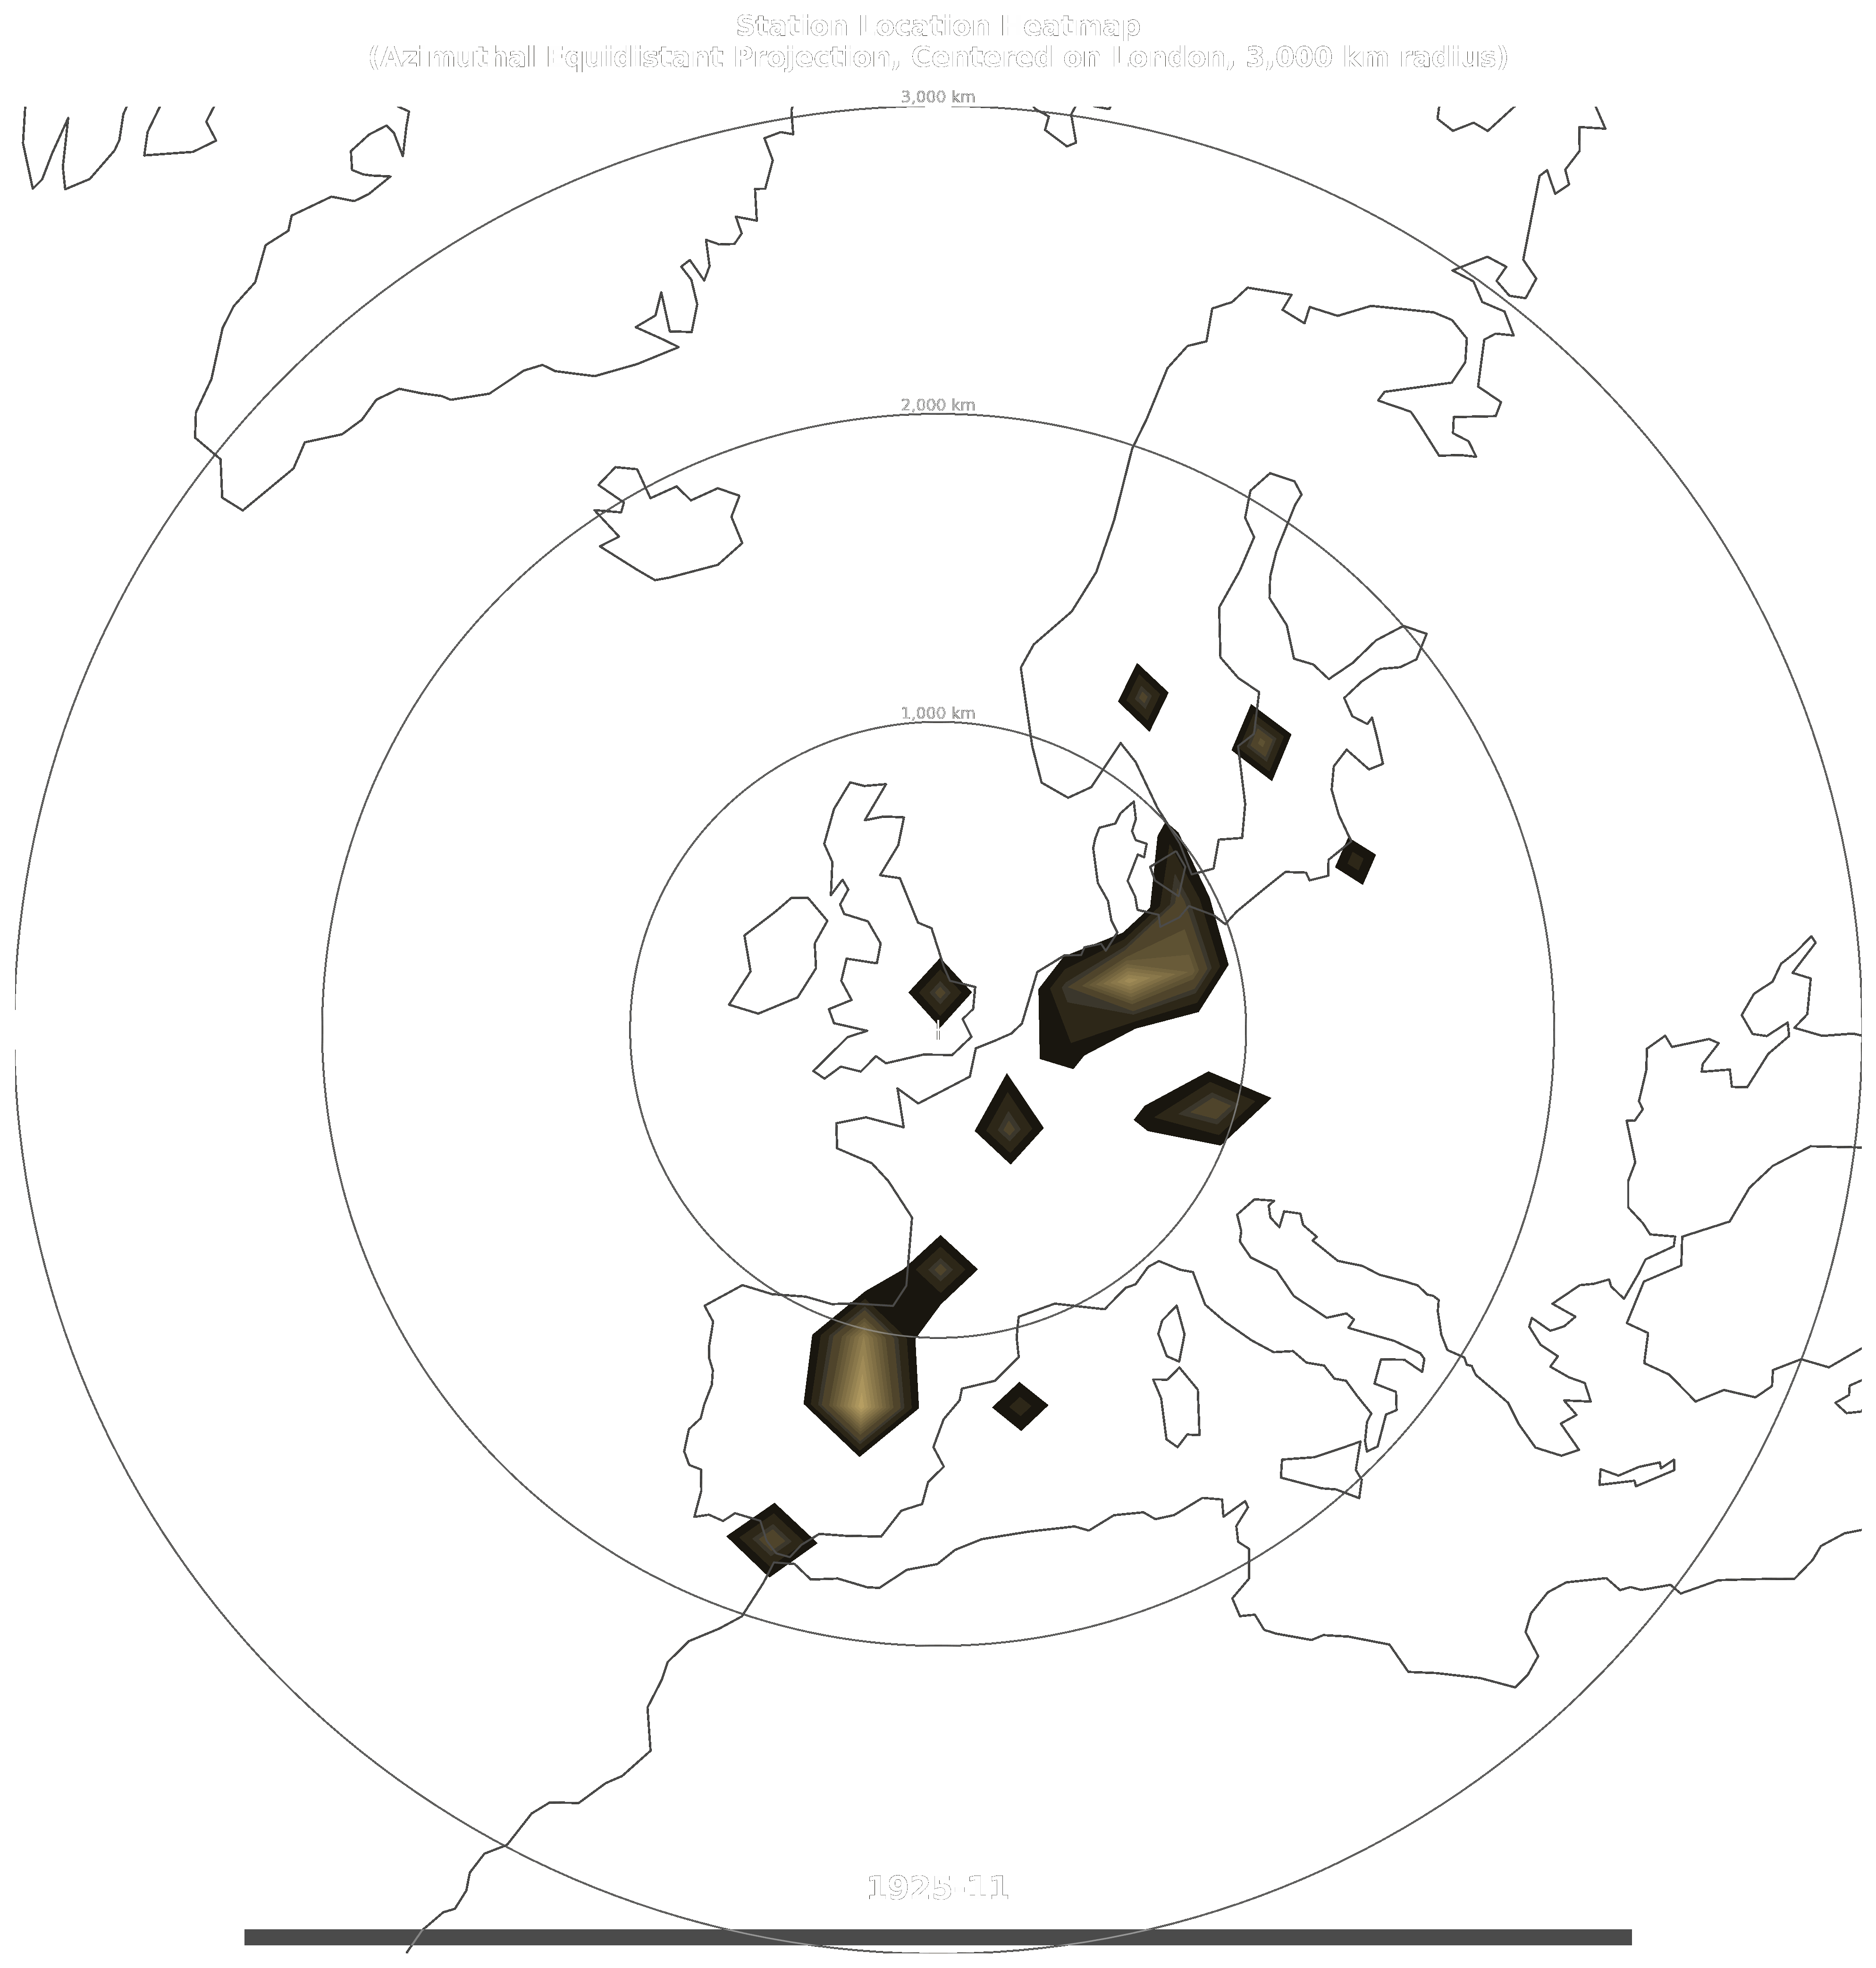 Station Location Heatmap
(Azimuthal Equidistant Projection, Centered on London, 3,000 km radius)
3,000 km
2,000 km
1,000 km
1925-11